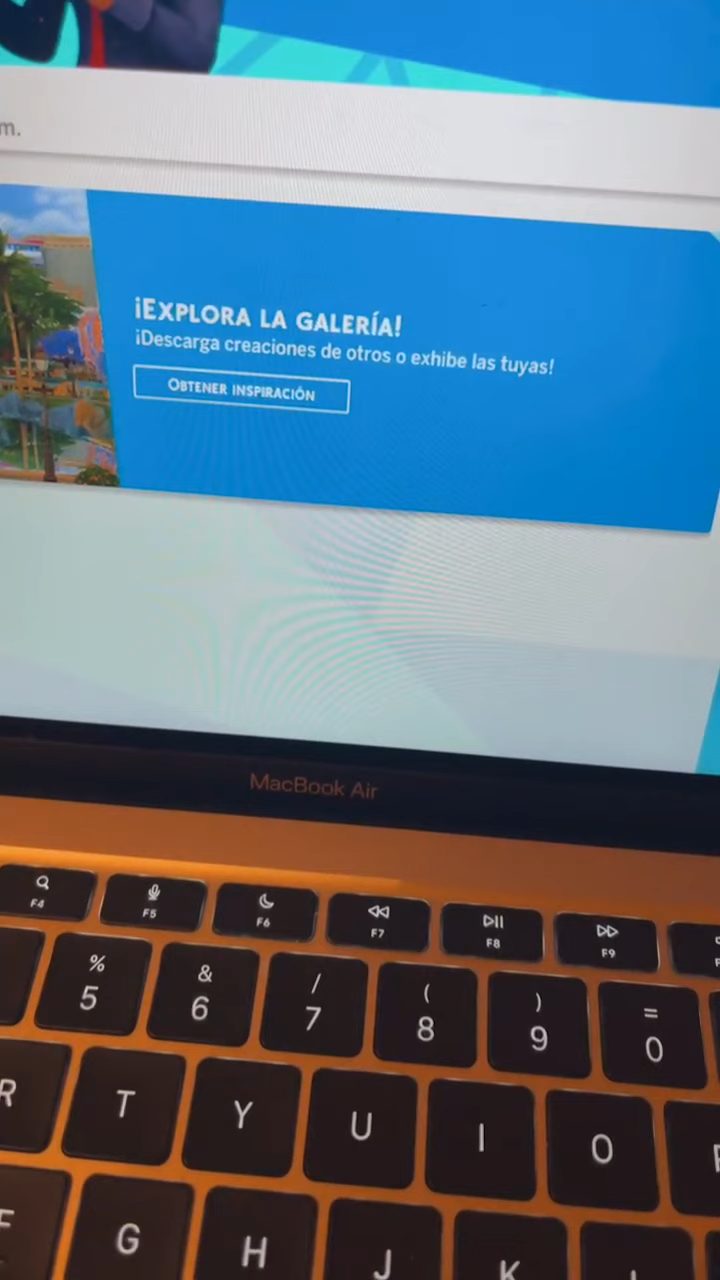 m.
¡EXPLORA LA GALERÍA!
¡Descarga creaciones de otros o exhibe las tuyas!
OBTENER INSPIRACIÓN
MacBook Air
F4 F5 F6 F7 F8 F9
% & / ( ) =
5 6 7 8 9 0
R T Y U I O
G H J K